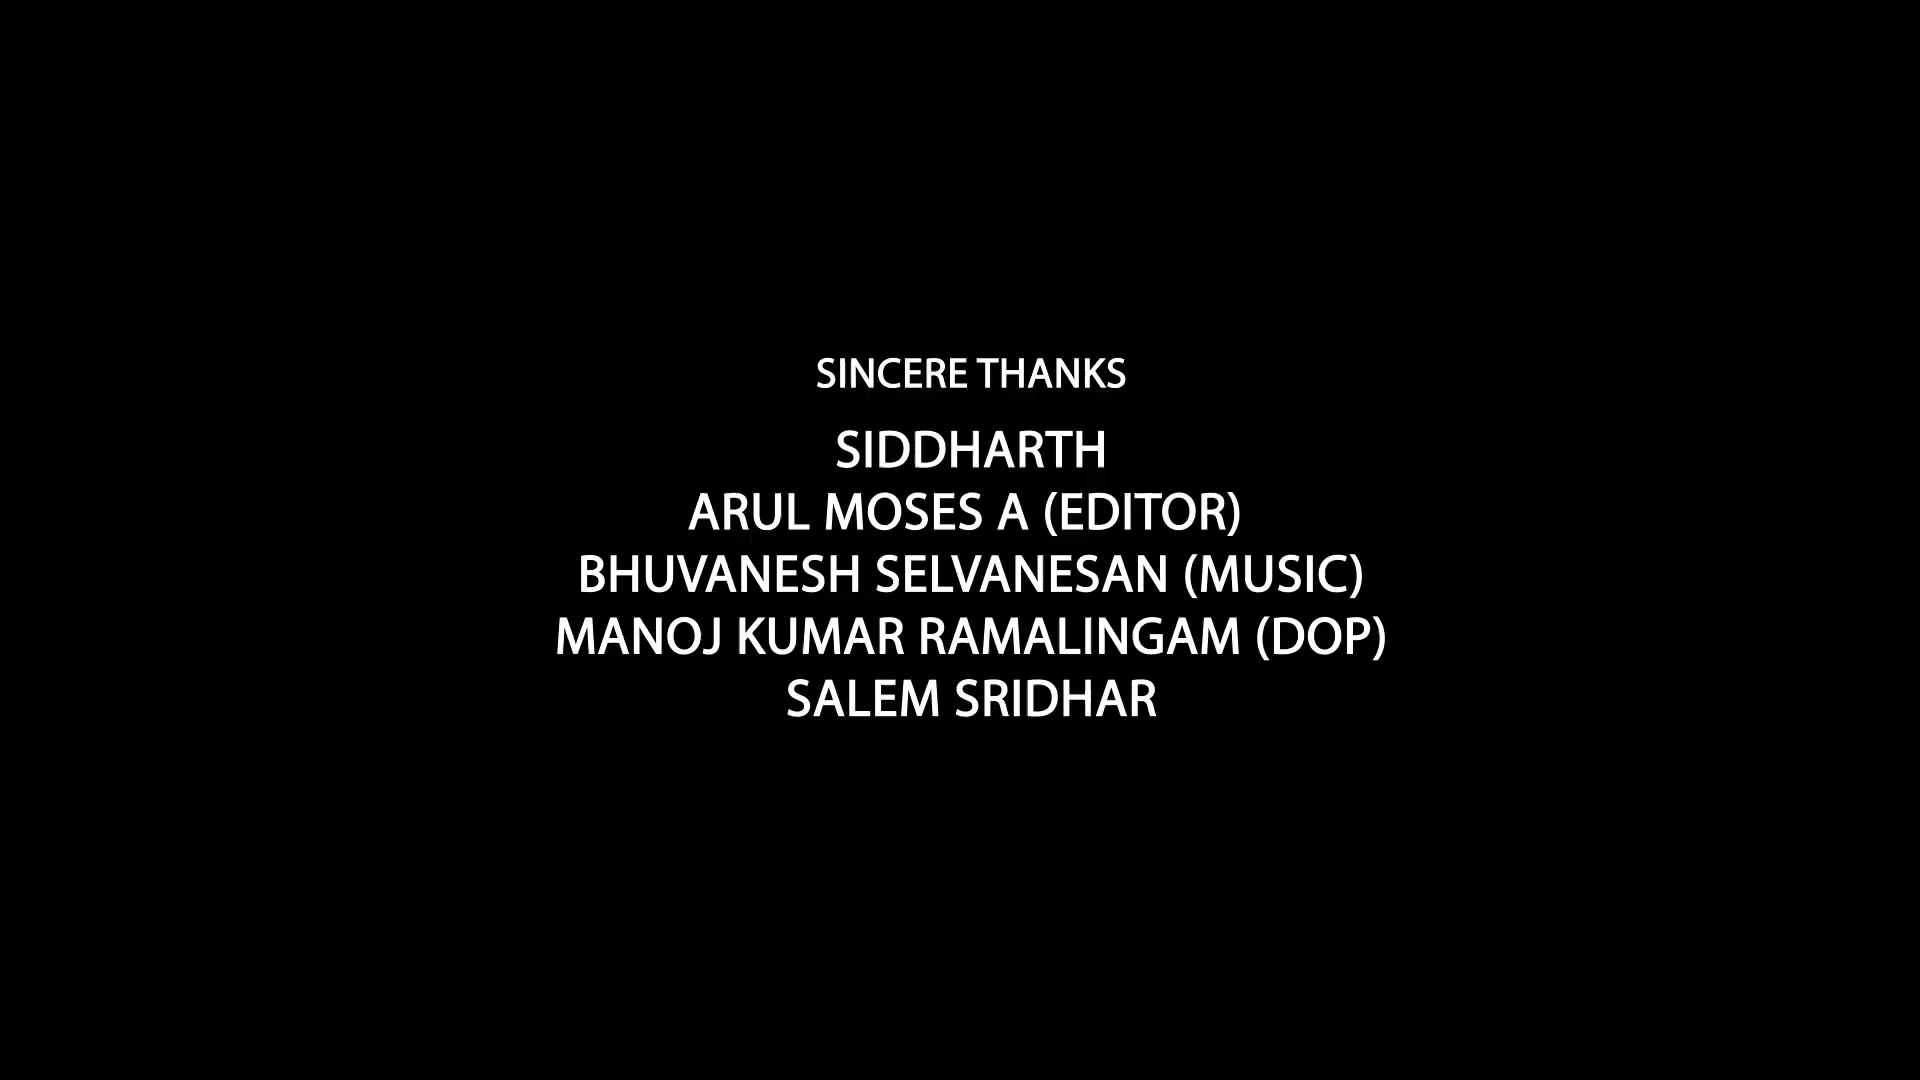 SINCERE THANKS
SIDDHARTH
ARUL MOSES A (EDITOR)
BHUVANESH SELVANESAN (MUSIC)
MANOJ KUMAR RAMALINGAM (DOP)
SALEM SRIDHAR